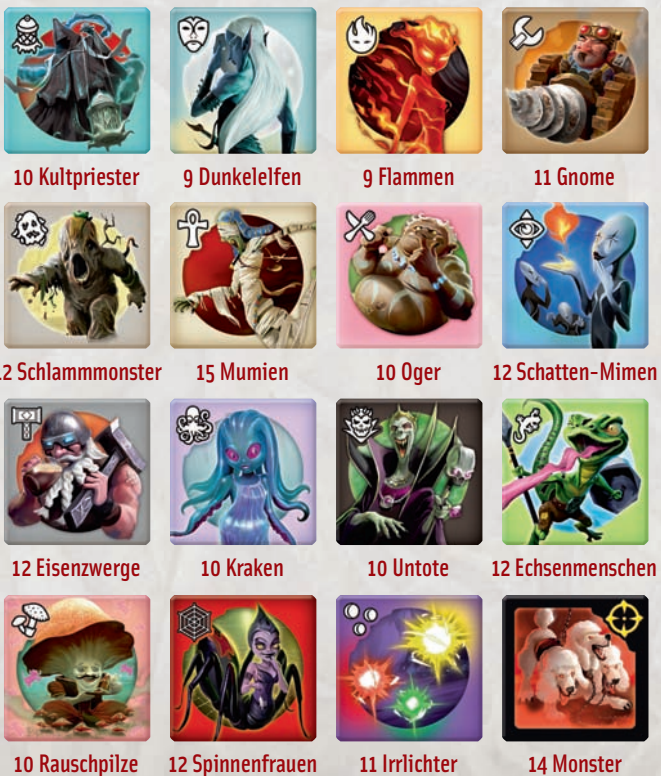 10 Kultpriester 9 Dunkelelfen 9 Flammen 11 Gnome
12 Schlammmonster 15 Mumien 10 Oger 12 Schatten-Mimen
12 Eisenzwerge 10 Kraken 10 Untote 12 Echsenmenschen
10 Rauschpilze 12 Spinnenfrauen 11 Irrlichter 14 Monster